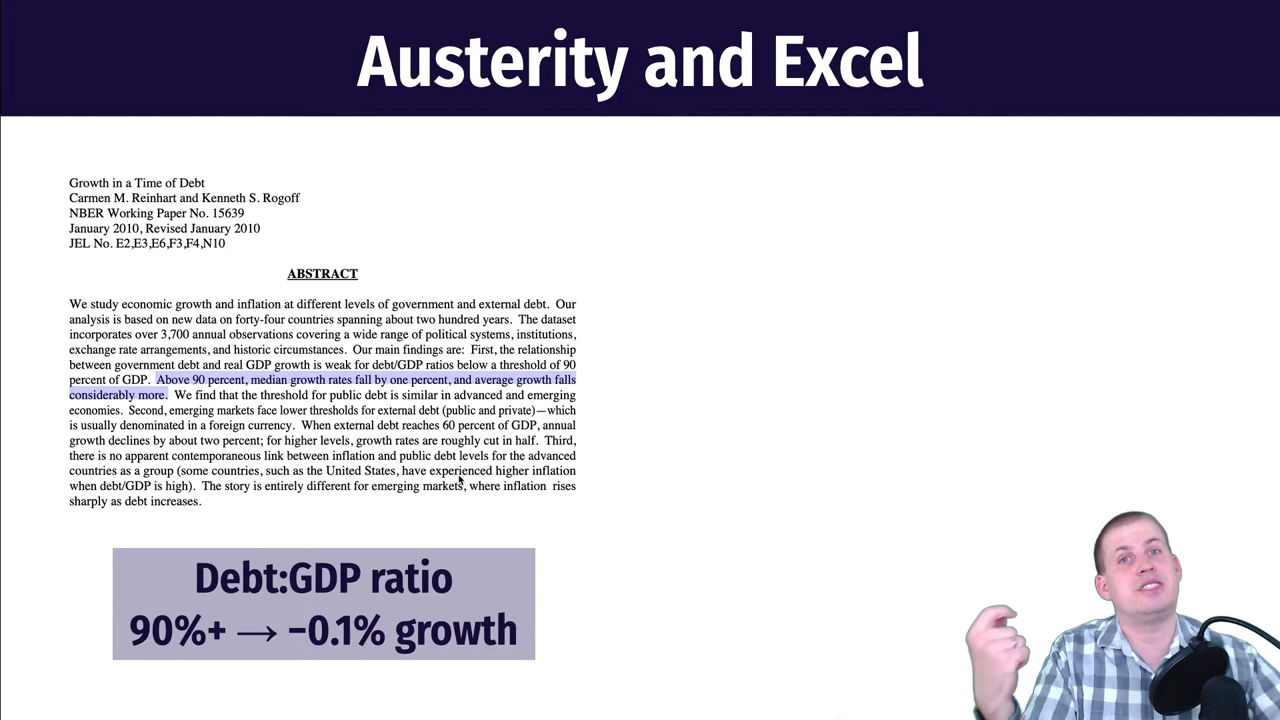 Austerity and Excel
Growth in a Time of Debt
Carmen M. Reinhart and Kenneth S. Rogoff
NBER Working Paper No. 15639
January 2010, Revised January 2010
JEL No. E2,E3,E6,F3,F4,N10
ABSTRACT
We study economic growth and inflation at different levels of government and external debt. Our
analysis is based on new data on forty-four countries spanning about two hundred years. The dataset
incorporates over 3,700 annual observations covering a wide range of political systems, institutions,
exchange rate arrangements, and historic circumstances. Our main findings are: First, the relationship
between government debt and real GDP growth is weak for debt/GDP ratios below a threshold of 90
percent of GDP. Above 90 percent, median growth rates fall by one percent, and average growth falls
considerably more. We find that the threshold for public debt is similar in advanced and emerging
economies. Second, emerging markets face lower thresholds for external debt (public and private)—which
is usually denominated in a foreign currency. When external debt reaches 60 percent of GDP, annual
growth declines by about two percent; for higher levels, growth rates are roughly cut in half. Third,
there is no apparent contemporaneous link between inflation and public debt levels for the advanced
countries as a group (some countries, such as the United States, have experienced higher inflation
when debt/GDP is high). The story is entirely different for emerging markets, where inflation rises
sharply as debt increases.
Debt:GDP ratio
90%+ → −0.1% growth